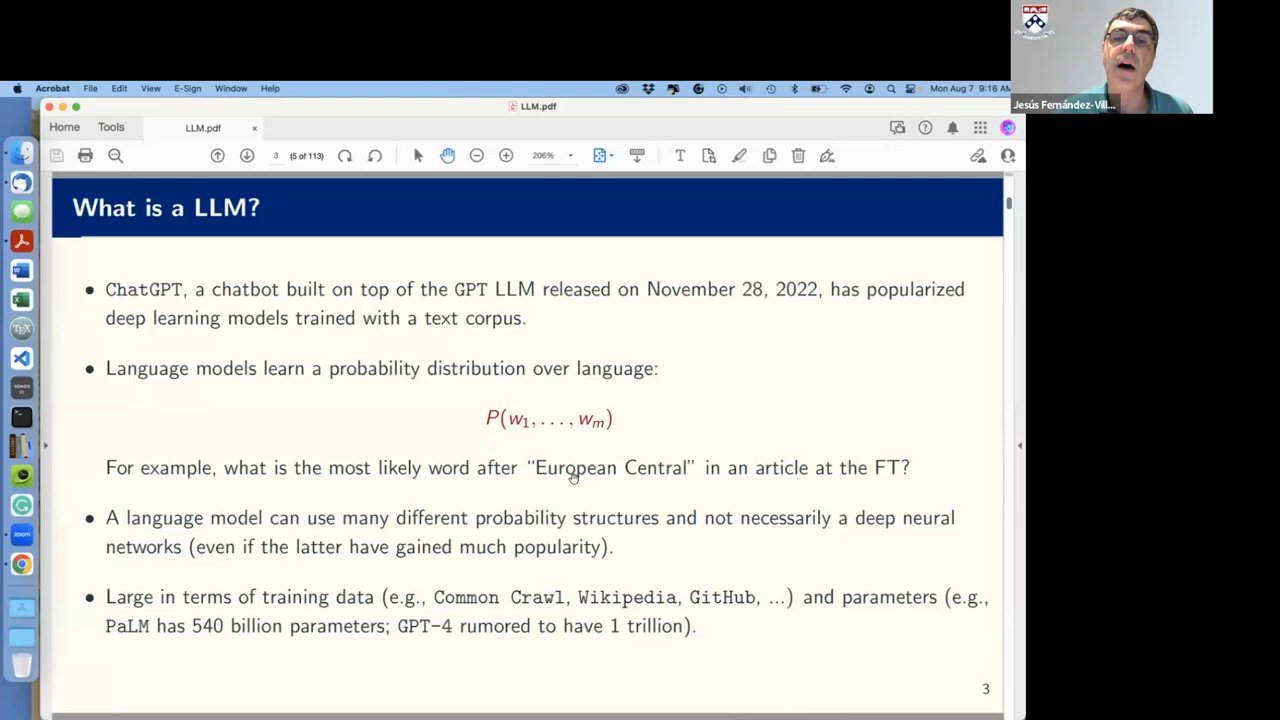 Acrobat File Edit View E-Sign Window Help
Mon Aug 7 9:16 AM
Jesús Fernández-Vill...
LLM.pdf
Home Tools LLM.pdf ×
3 (5 of 113) 206%
What is a LLM?
• ChatGPT, a chatbot built on top of the GPT LLM released on November 28, 2022, has popularized
deep learning models trained with a text corpus.
• Language models learn a probability distribution over language:
P(w₁, . . . , wₘ)
For example, what is the most likely word after “European Central” in an article at the FT?
• A language model can use many different probability structures and not necessarily a deep neural
networks (even if the latter have gained much popularity).
• Large in terms of training data (e.g., Common Crawl, Wikipedia, GitHub, ...) and parameters (e.g.,
PaLM has 540 billion parameters; GPT-4 rumored to have 1 trillion).
3
TEX
zoom